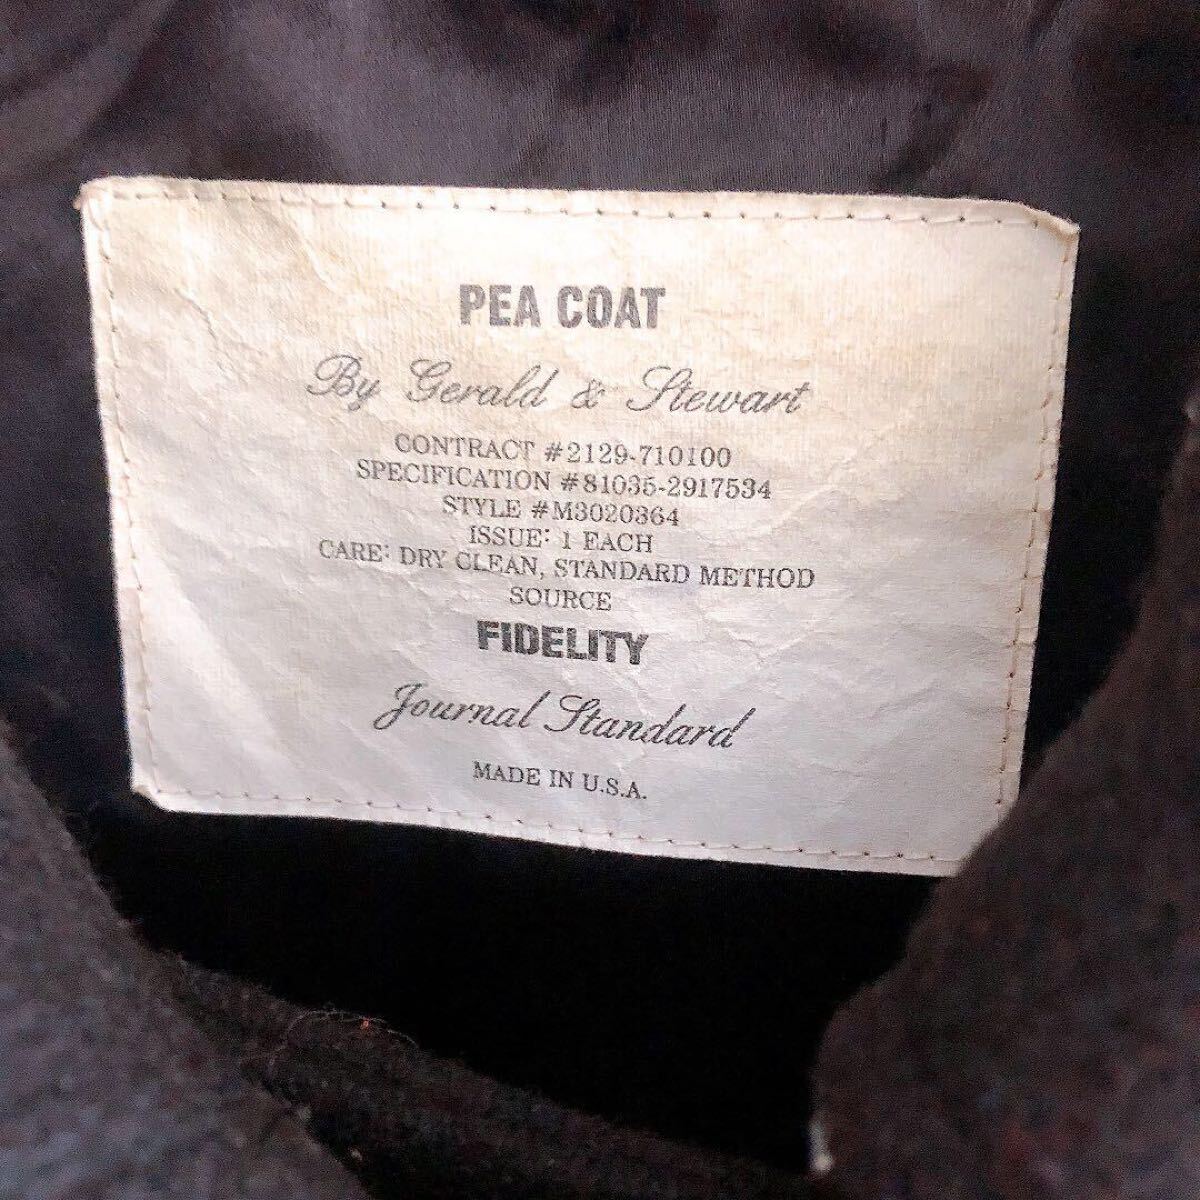 PEA COAT
By Gerald & Stewart
CONTRACT #2129-710100
SPECIFICATION #81035-2917534
STYLE #M3020364
ISSUE: 1 EACH
CARE: DRY CLEAN, STANDARD METHOD
SOURCE
FIDELITY
Journal Standard
MADE IN U.S.A.